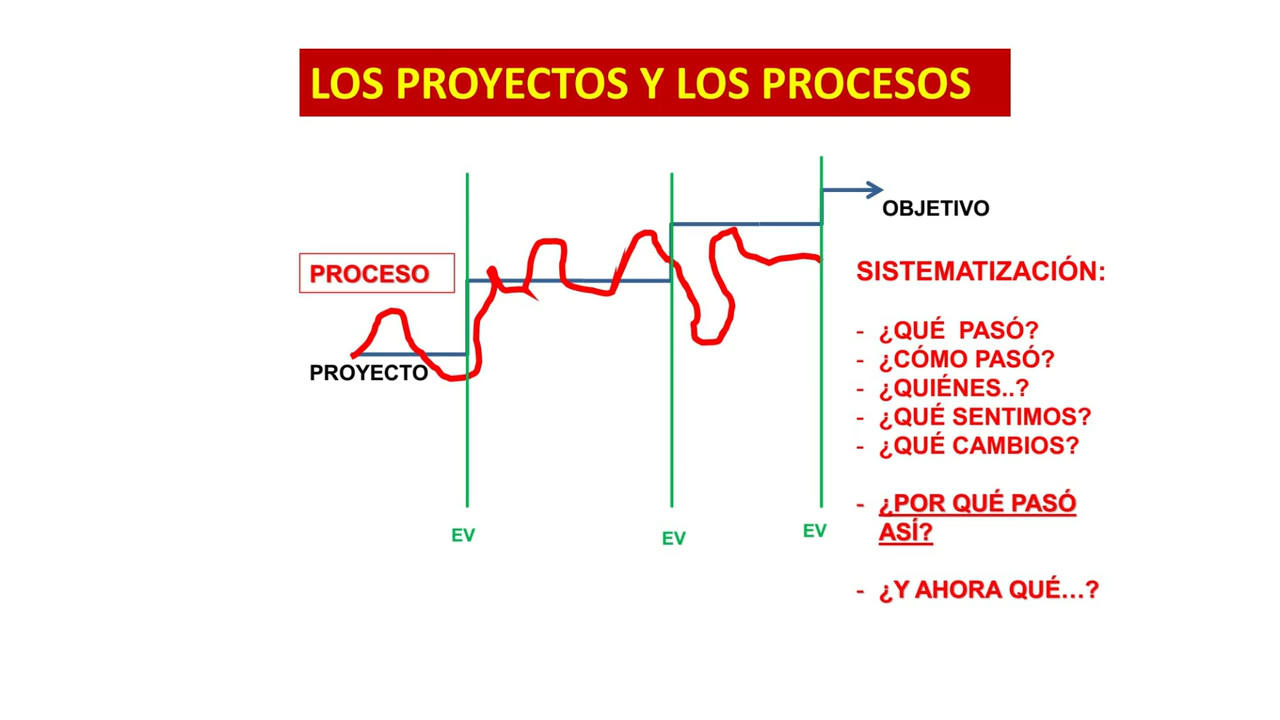 LOS PROYECTOS Y LOS PROCESOS
OBJETIVO
PROCESO
PROYECTO
SISTEMATIZACIÓN:
- ¿QUÉ  PASÓ?
- ¿CÓMO PASÓ?
- ¿QUIÉNES..?
- ¿QUÉ SENTIMOS?
- ¿QUÉ CAMBIOS?
- ¿POR QUÉ PASÓ
ASÍ?
- ¿Y AHORA QUÉ…?
EV
EV
EV